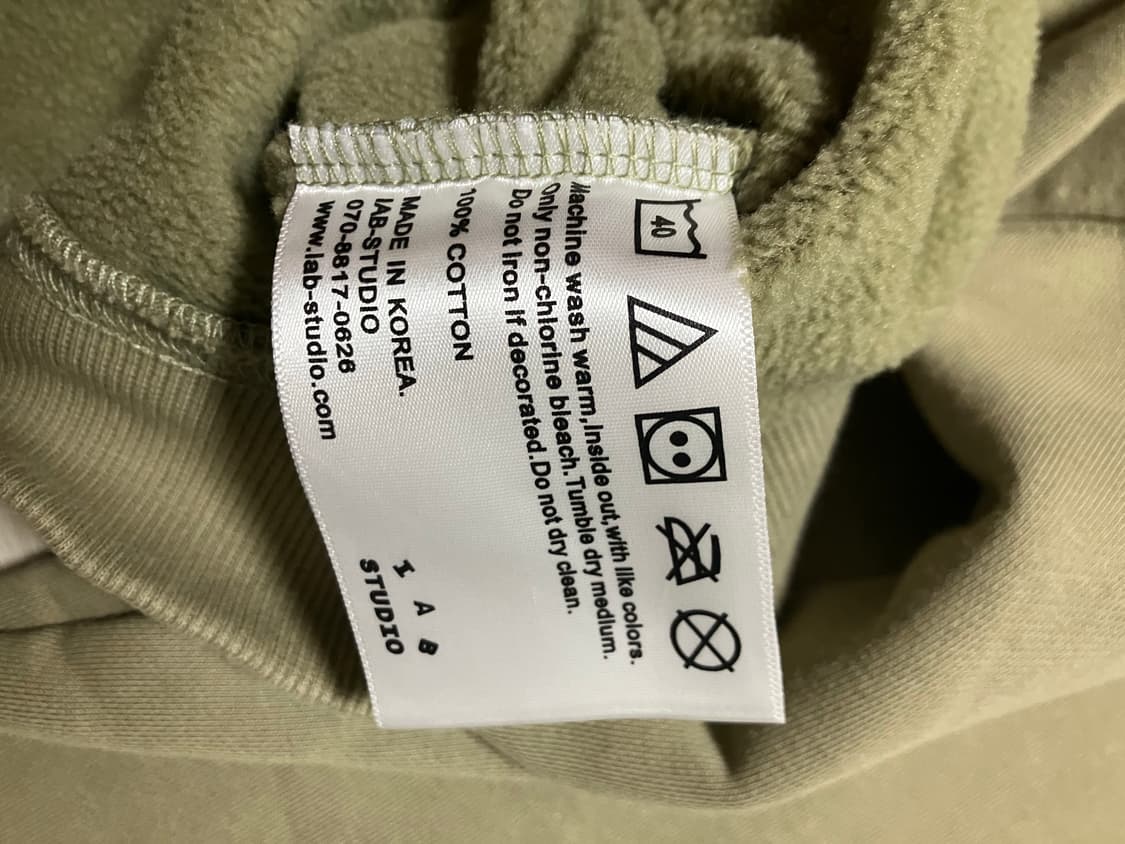 40
Machine wash warm,Inside out,with like colors.
Only non-chlorine bleach.Tumble dry medium.
Do not Iron If decorated.Do not dry clean.
100% COTTON
MADE IN KOREA.
IAB-STUDIO
070-8817-0626
www.iab-studio.com
I A B
STUDIO